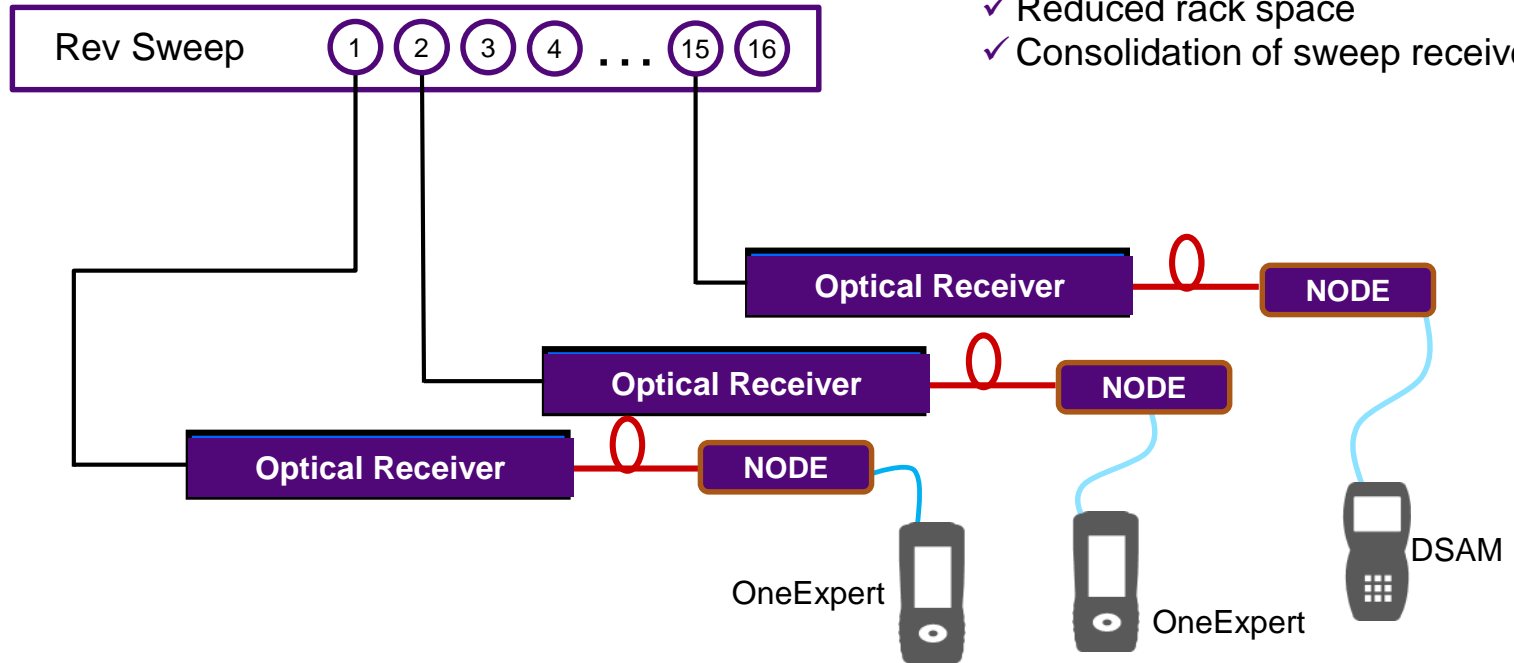 ✓ Reduced rack space
✓ Consolidation of sweep receive
Rev Sweep 1 2 3 4 ... 15 16
Optical Receiver NODE
Optical Receiver NODE
Optical Receiver NODE
DSAM
OneExpert
OneExpert